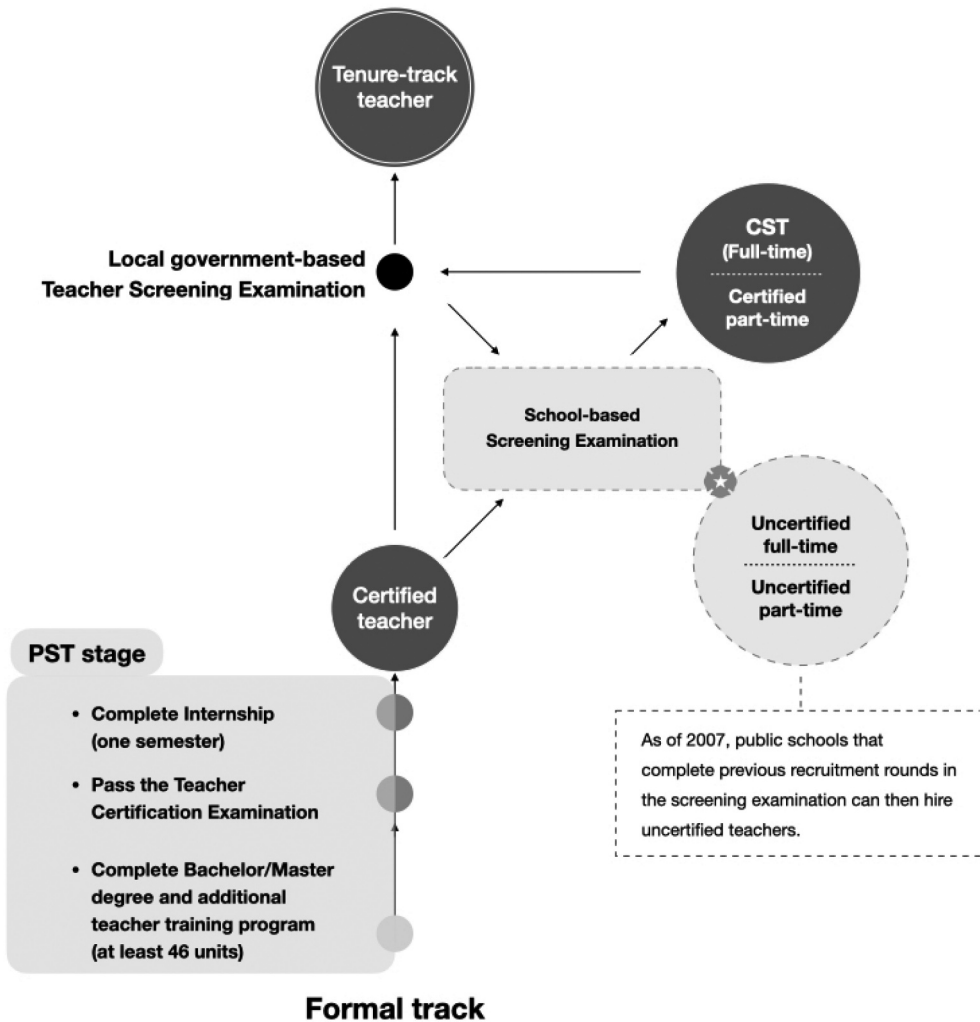 Tenure-track
teacher
Local government-based
Teacher Screening Examination
CST
(Full-time)
Certified
part-time
School-based
Screening Examination
Uncertified
full-time
Uncertified
part-time
Certified
teacher
PST stage
• Complete Internship
(one semester)
• Pass the Teacher
Certification Examination
• Complete Bachelor/Master
degree and additional
teacher training program
(at least 46 units)
As of 2007, public schools that
complete previous recruitment rounds in
the screening examination can then hire
uncertified teachers.
Formal track